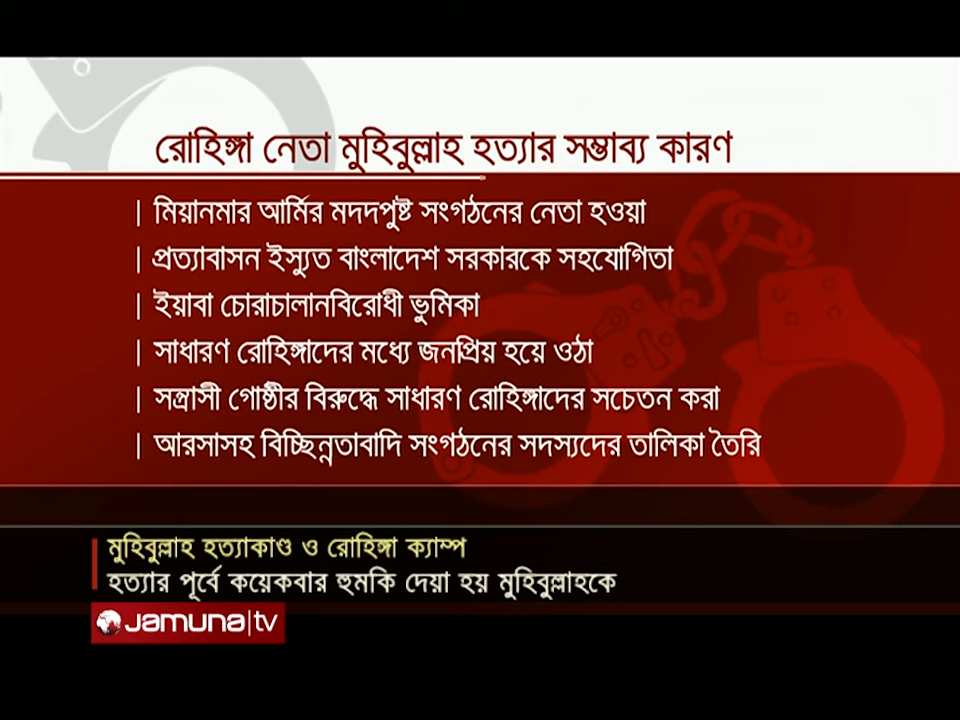 রোহিঙ্গা নেতা মুহিবুল্লাহ হত্যার সম্ভাব্য কারণ
| মিয়ানমার আর্মির মদদপুষ্ট সংগঠনের নেতা হওয়া
| প্রত্যাবাসন ইস্যুত বাংলাদেশ সরকারকে সহযোগিতা
| ইয়াবা চোরাচালানবিরোধী ভুমিকা
| সাধারণ রোহিঙ্গাদের মধ্যে জনপ্রিয় হয়ে ওঠা
| সন্ত্রাসী গোষ্ঠীর বিরুদ্ধে সাধারণ রোহিঙ্গাদের সচেতন করা
| আরসাসহ বিচ্ছিন্নতাবাদি সংগঠনের সদস্যদের তালিকা তৈরি
মুহিবুল্লাহ হত্যাকাণ্ড ও রোহিঙ্গা ক্যাম্প
হত্যার পূর্বে কয়েকবার হুমকি দেয়া হয় মুহিবুল্লাহকে
Jamuna|tv